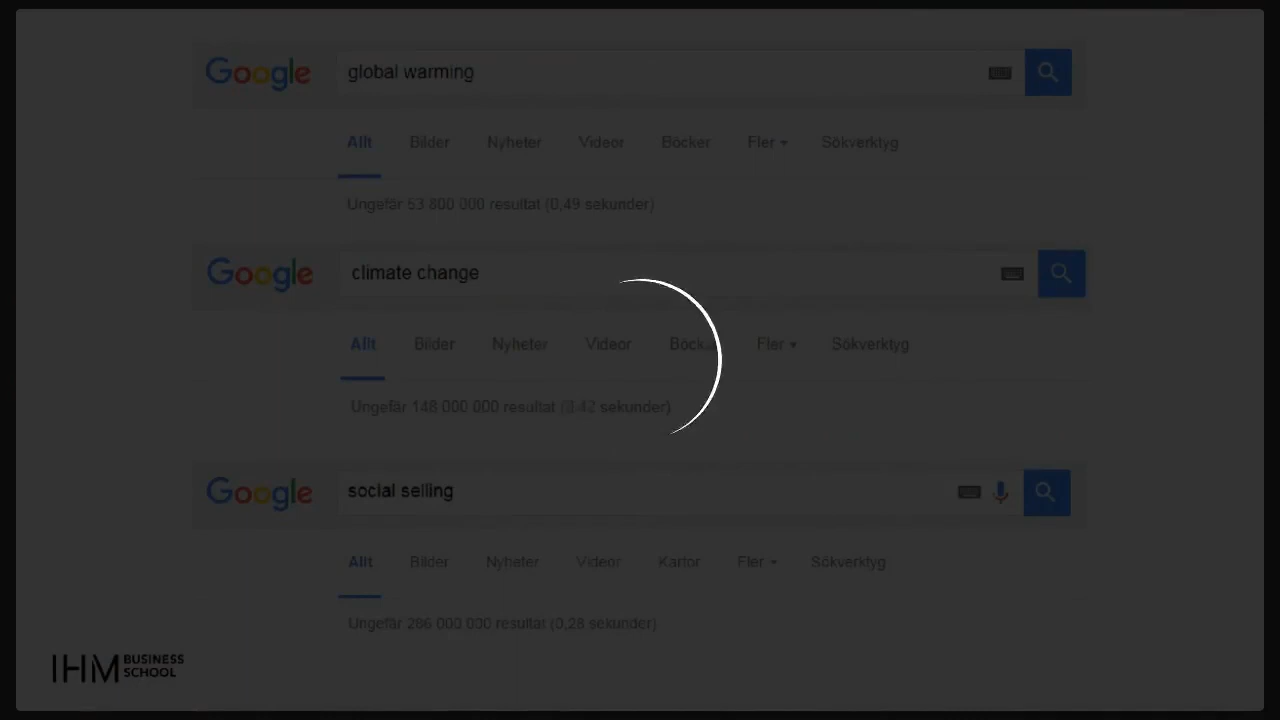 Google global warming
Allt Bilder Nyheter Videor Böcker Fler Sökverktyg
Ungefär 53 800 000 resultat (0,49 sekunder)
Google climate change
Allt Bilder Nyheter Videor Fler Sökverktyg
Ungefär 148 000 000 resultat (0,42 sekunder)
Google social selling
Allt Bilder Nyheter Videor Kartor Fler Sökverktyg
Ungefär 286 000 000 resultat (0,28 sekunder)
IHM BUSINESS
SCHOOL